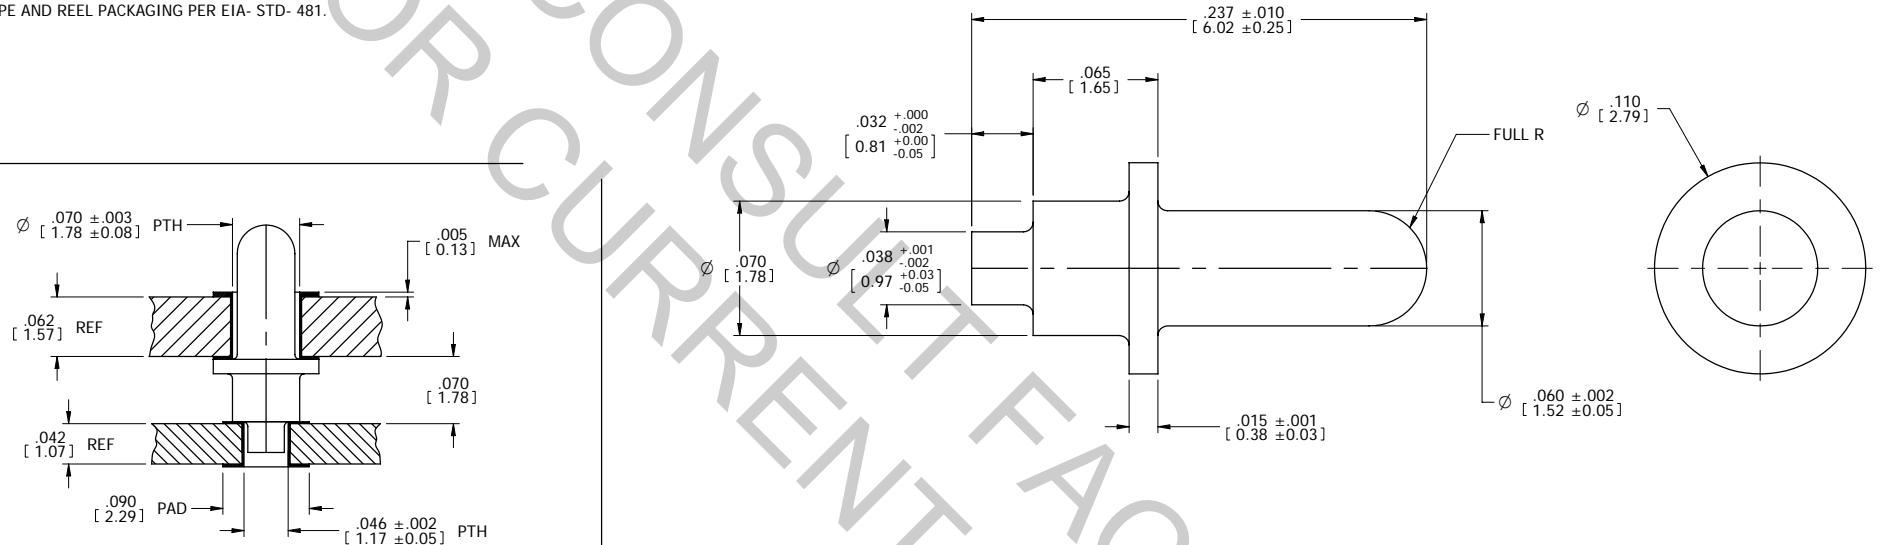 PE AND REEL PACKAGING PER EIA- STD- 481.
.237 ±.010
[ 6.02 ±0.25 ]
.065
[ 1.65 ]
.032 +.000 -.002
[ 0.81 +0.00 -0.05 ]
FULL R
Ø .110
[ 2.79 ]
Ø .070 ±.003
[ 1.78 ±0.08 ] PTH
.005
[ 0.13 ] MAX
.062
[ 1.57 ] REF
.070
[ 1.78 ]
.042
[ 1.07 ] REF
.090
[ 2.29 ] PAD
.046 ±.002
[ 1.17 ±0.05 ] PTH
Ø .070
[ 1.78 ]
Ø .038 +.001 -.002
[ 0.97 +0.03 -0.05 ]
.015 ±.001
[ 0.38 ±0.03 ]
Ø .060 ±.002
[ 1.52 ±0.05 ]
CONSULT FAC
OR CURRENT